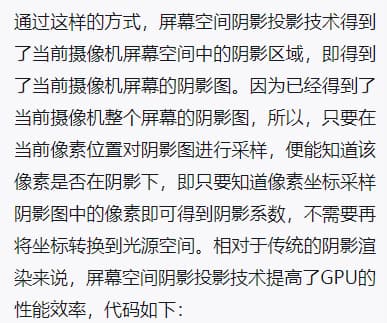 通过这样的方式，屏幕空间阴影投影技术得到
了当前摄像机屏幕空间中的阴影区域，即得到
了当前摄像机屏幕的阴影图。因为已经得到了
当前摄像机整个屏幕的阴影图，所以，只要在
当前像素位置对阴影图进行采样，便能知道该
像素是否在阴影下，即只要知道像素坐标采样
阴影图中的像素即可得到阴影系数，不需要再
将坐标转换到光源空间。相对于传统的阴影渲
染来说，屏幕空间阴影投影技术提高了GPU的
性能效率，代码如下：